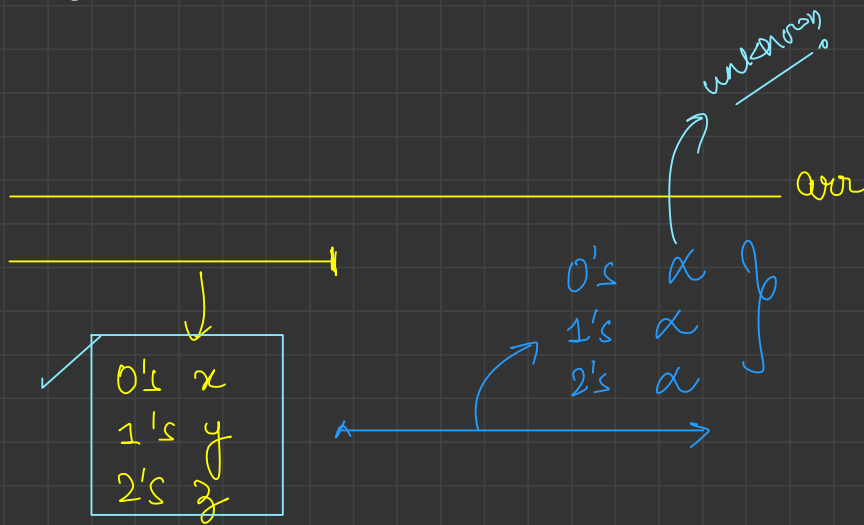 unknown
arr
0's α
1's α
2's α
0's x
1's y
2's z